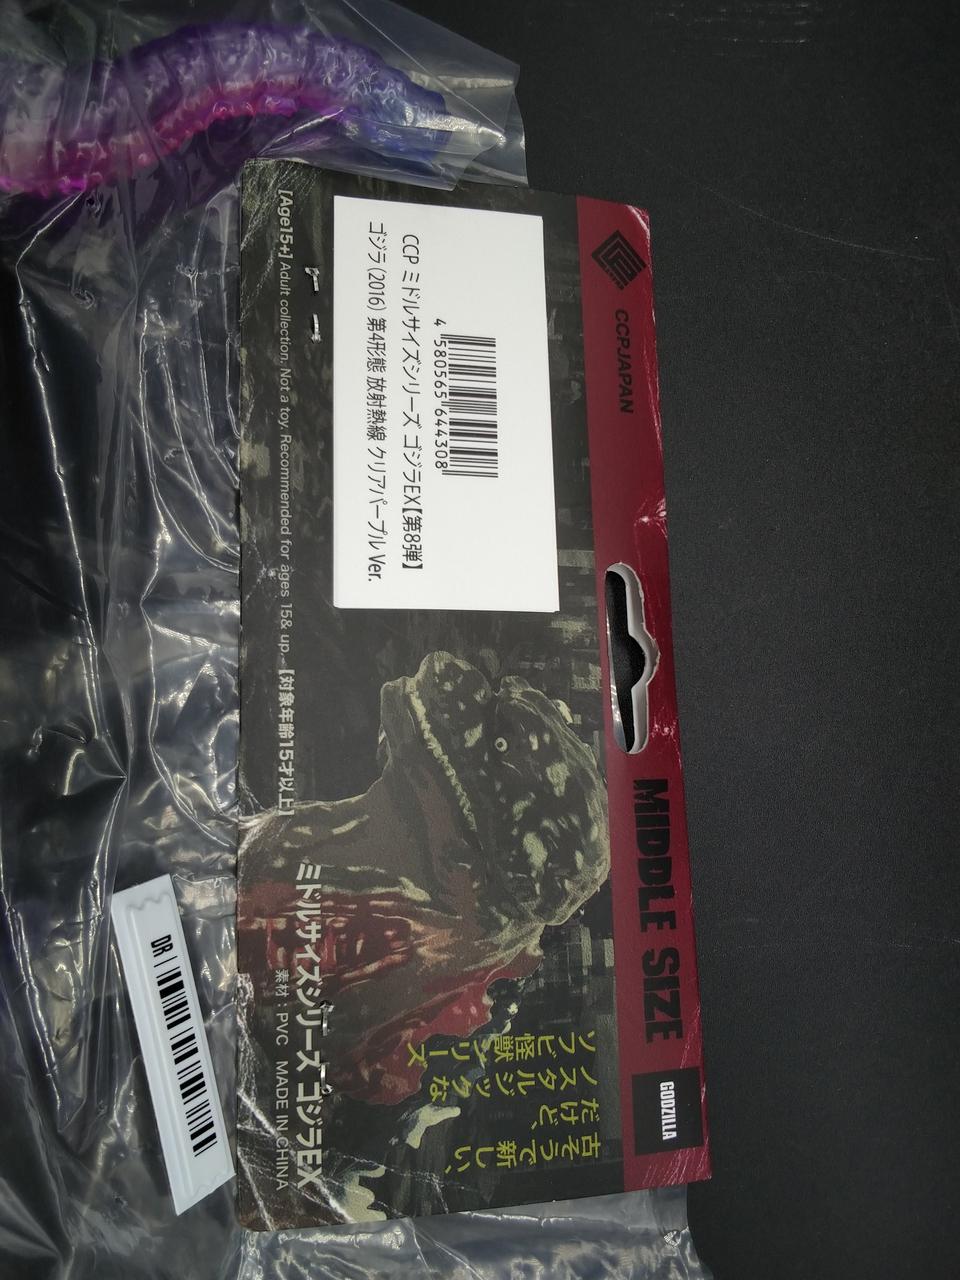 CCPJAPAN
MIDDLE SIZE
GODZILLA
4 580565 644308
CCP ミドルサイズシリーズ ゴジラEX【第8弾】
ゴジラ(2016) 第4形態 放射熱線 クリアパープル Ver.
古そうで新しい、
だけど、
ノスタルジックな
ソフビ怪獣シリーズ
ミドルサイズシリーズ ゴジラEX
素材：PVC MADE IN CHINA
[Age15+] Adult collection. Not a toy. Recommended for ages 15& up. [対象年齢15才以上]
DR